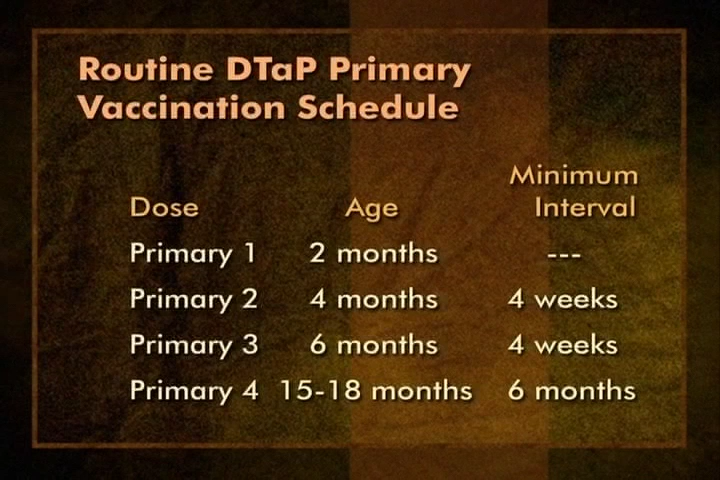 Routine DTaP Primary
Vaccination Schedule
Minimum
Dose Age Interval
Primary 1 2 months ---
Primary 2 4 months 4 weeks
Primary 3 6 months 4 weeks
Primary 4 15-18 months 6 months